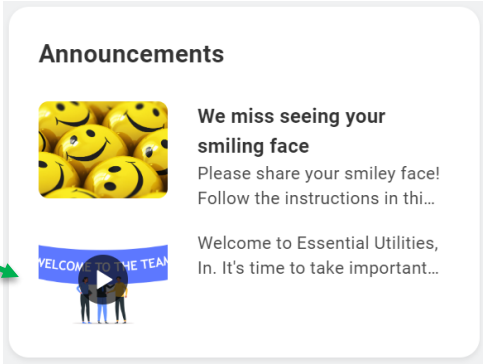 Announcements
We miss seeing your
smiling face
Please share your smiley face!
Follow the instructions in thi...
WELCOME TO THE TEAM
Welcome to Essential Utilities,
In. It's time to take important...